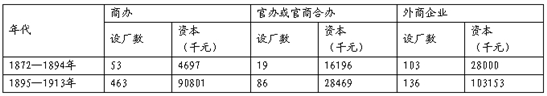 年代 商办 官办或官商合办 外商企业
设厂数 资本（千元） 设厂数 资本（千元） 设厂数 资本（千元）
1872—1894年 53 4697 19 16196 103 28000
1895—1913年 463 90801 86 28469 136 103153